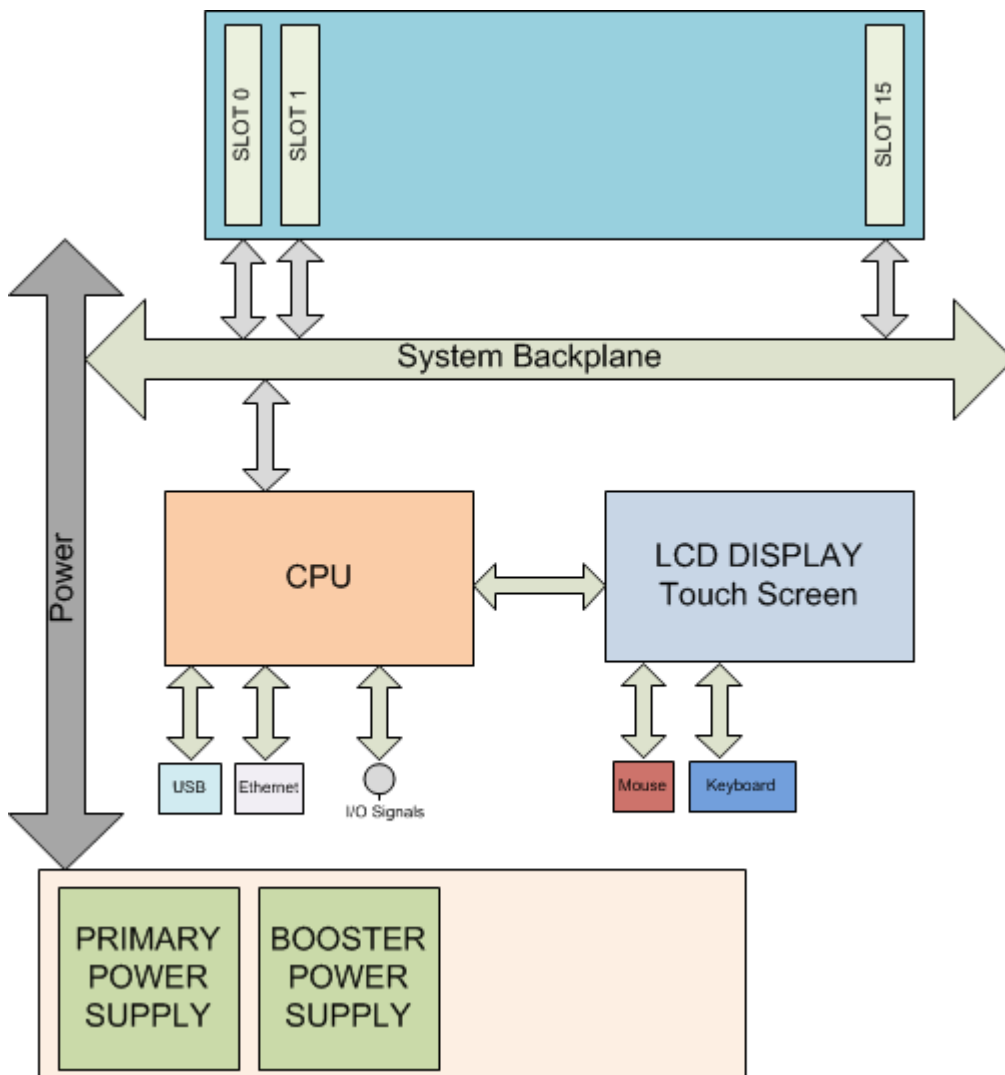 SLOT 0
SLOT 1
SLOT 15
System Backplane
Power
CPU
LCD DISPLAY
Touch Screen
USB
Ethernet
I/O Signals
Mouse
Keyboard
PRIMARY
POWER
SUPPLY
BOOSTER
POWER
SUPPLY